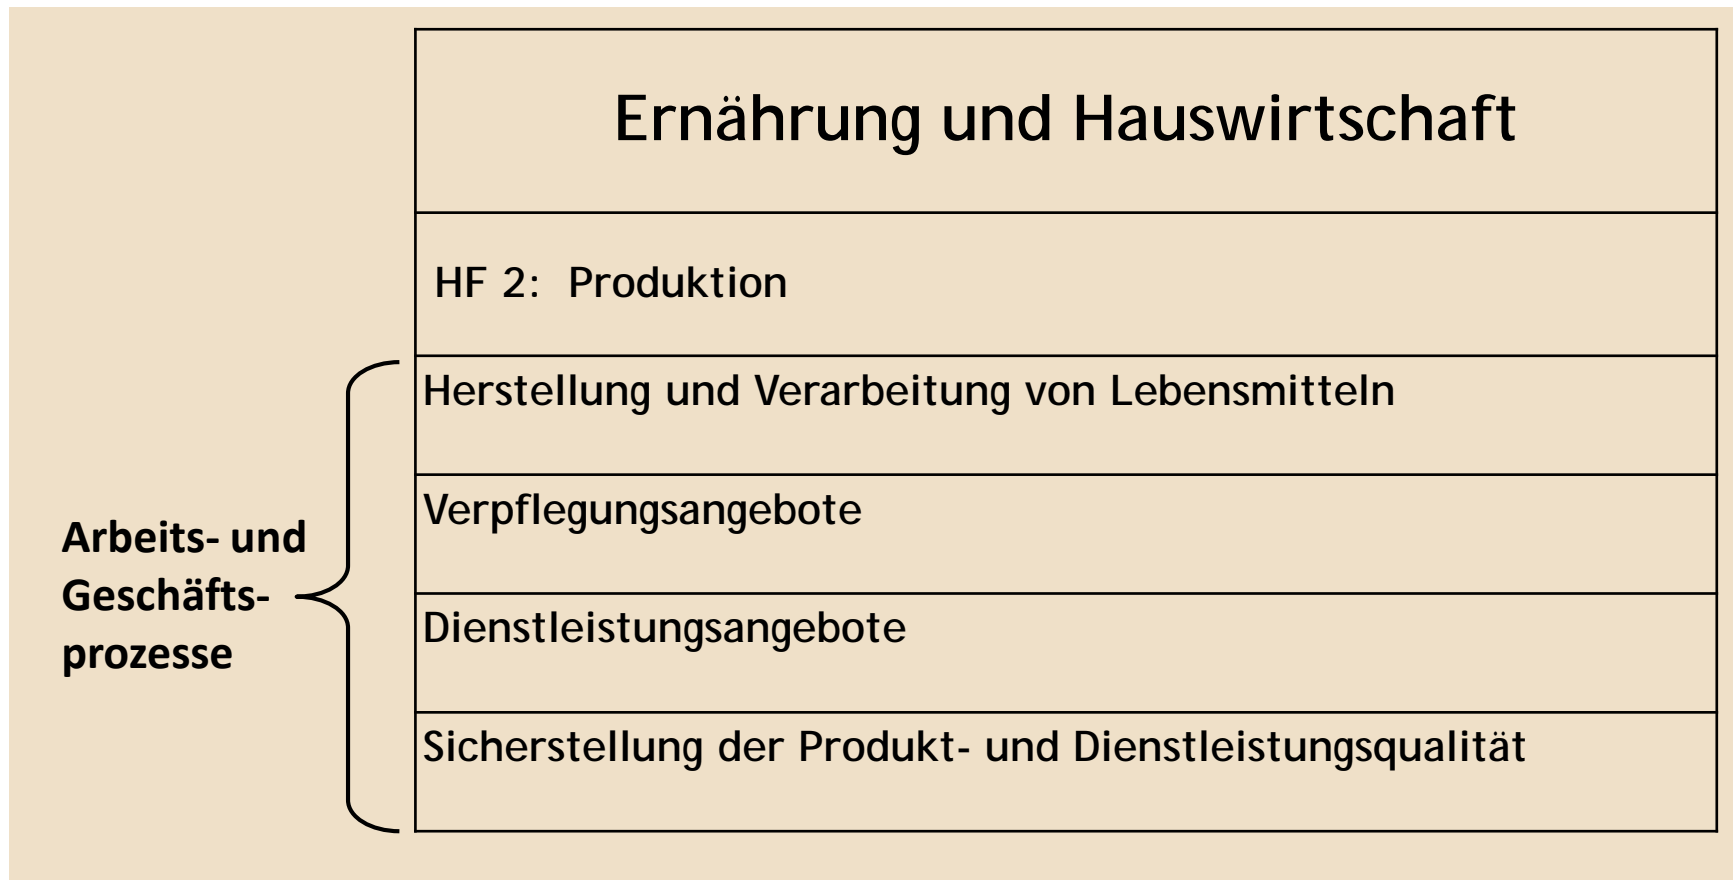 Ernährung und Hauswirtschaft
HF 2: Produktion
Herstellung und Verarbeitung von Lebensmitteln
Verpflegungsangebote
Arbeits- und
Geschäfts-
prozesse
Dienstleistungsangebote
Sicherstellung der Produkt- und Dienstleistungsqualität